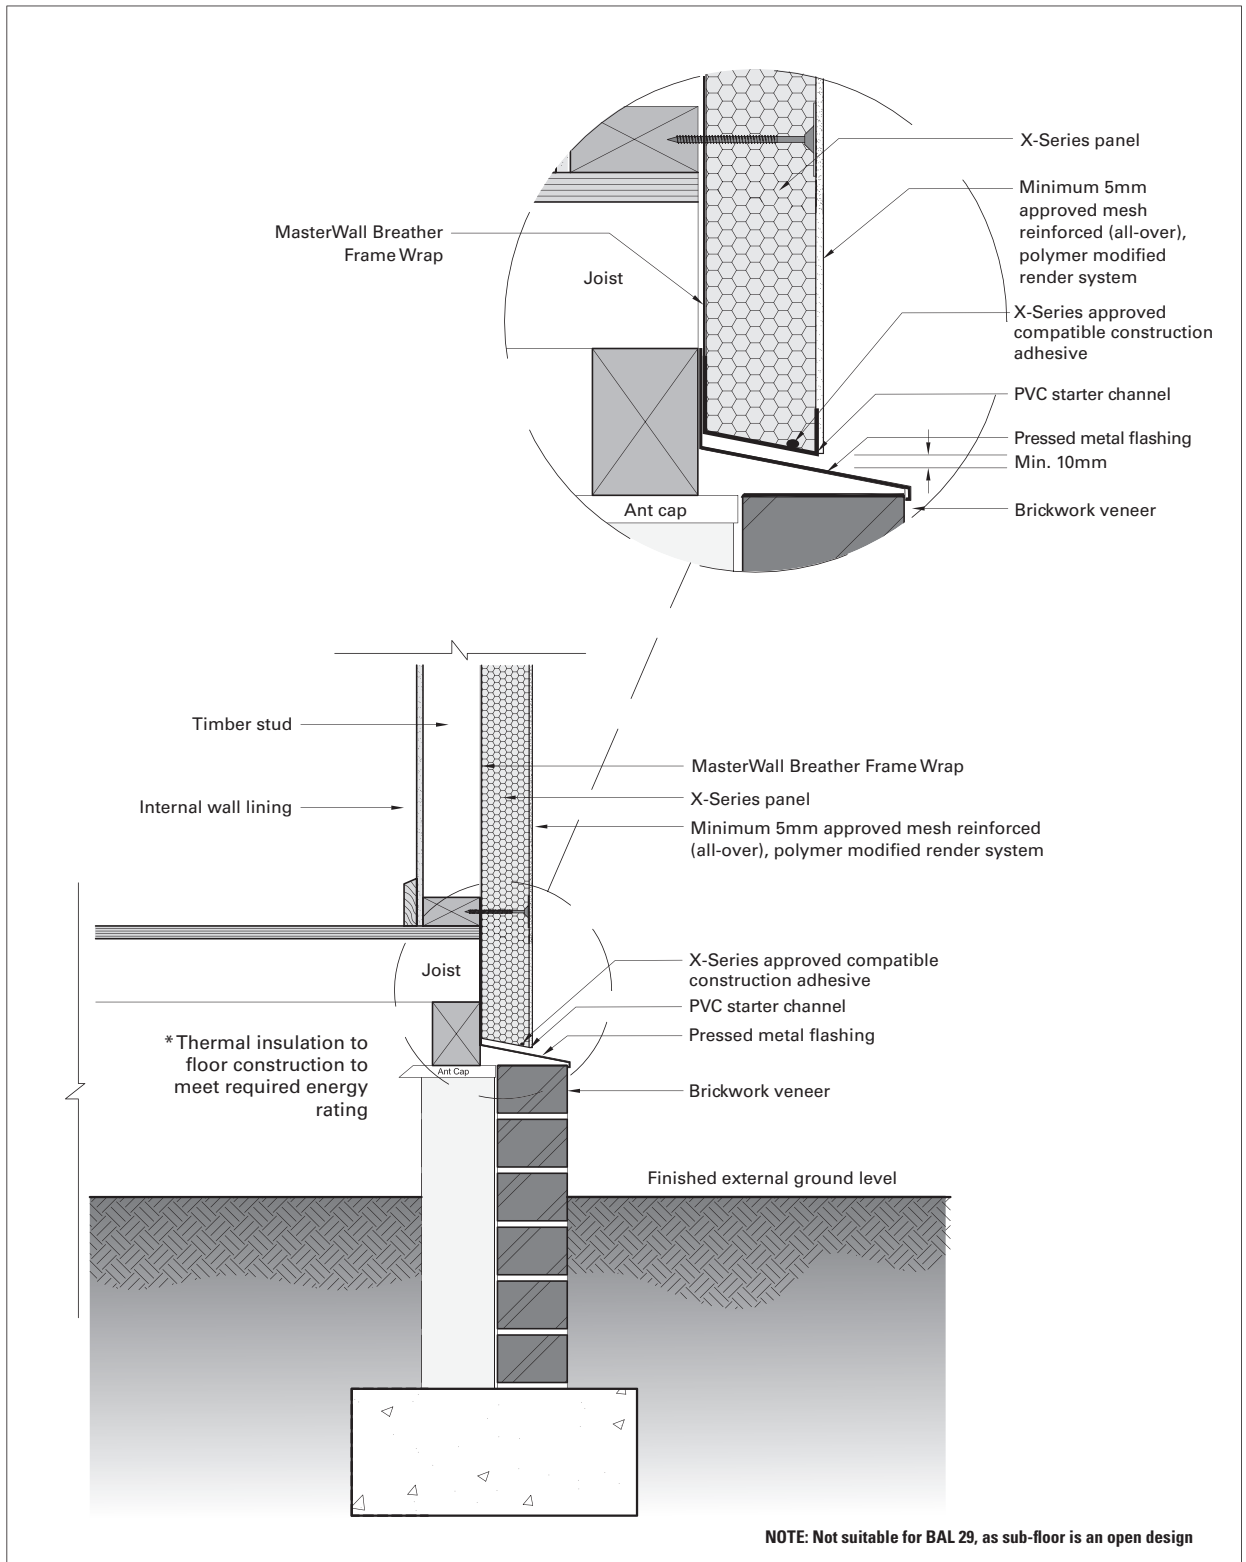 X-Series panel
Minimum 5mm
approved mesh
reinforced (all-over),
polymer modified
render system
MasterWall Breather
Frame Wrap
Joist
X-Series approved
compatible construction
adhesive
PVC starter channel
Pressed metal flashing
Min. 10mm
Ant cap
Brickwork veneer
Timber stud
MasterWall Breather Frame Wrap
Internal wall lining
X-Series panel
Minimum 5mm approved mesh reinforced
(all-over), polymer modified render system
Joist
X-Series approved compatible
construction adhesive
PVC starter channel
Pressed metal flashing
* Thermal insulation to
floor construction to
meet required energy
rating
Ant Cap
Brickwork veneer
Finished external ground level
NOTE: Not suitable for BAL 29, as sub-floor is an open design